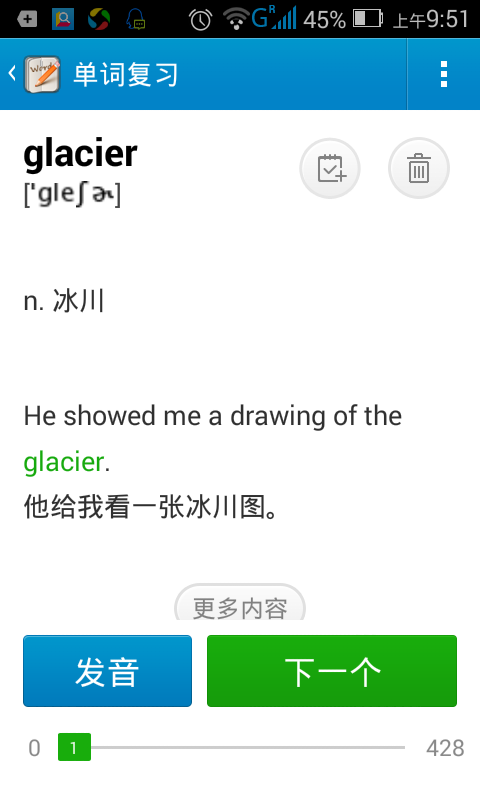 G R 45% 上午9:51
Words 单词复习
glacier
['gleʃɚ]
n. 冰川
He showed me a drawing of the
glacier.
他给我看一张冰川图。
更多内容
发音 下一个
0 1 428